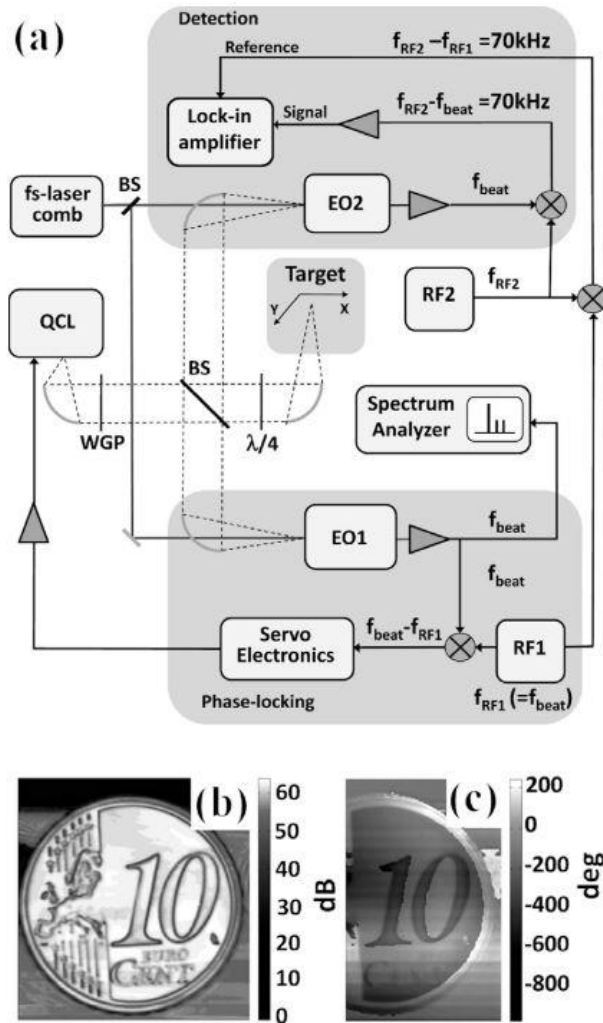 (a)
Detection
Reference
f_RF2 – f_RF1 =70kHz
Lock-in
amplifier
Signal
f_RF2-f_beat =70kHz
fs-laser
comb
BS
EO2
f_beat
Target
Y
X
RF2
f_RF2
QCL
BS
WGP
λ/4
Spectrum
Analyzer
EO1
f_beat
f_beat
Servo
Electronics
f_beat-f_RF1
RF1
f_RF1 (=f_beat)
Phase-locking
(b)
10
EURO
CENT
60
50
40
30
20
10
0
dB
(c)
10
CENT
200
0
-200
-400
-600
-800
deg